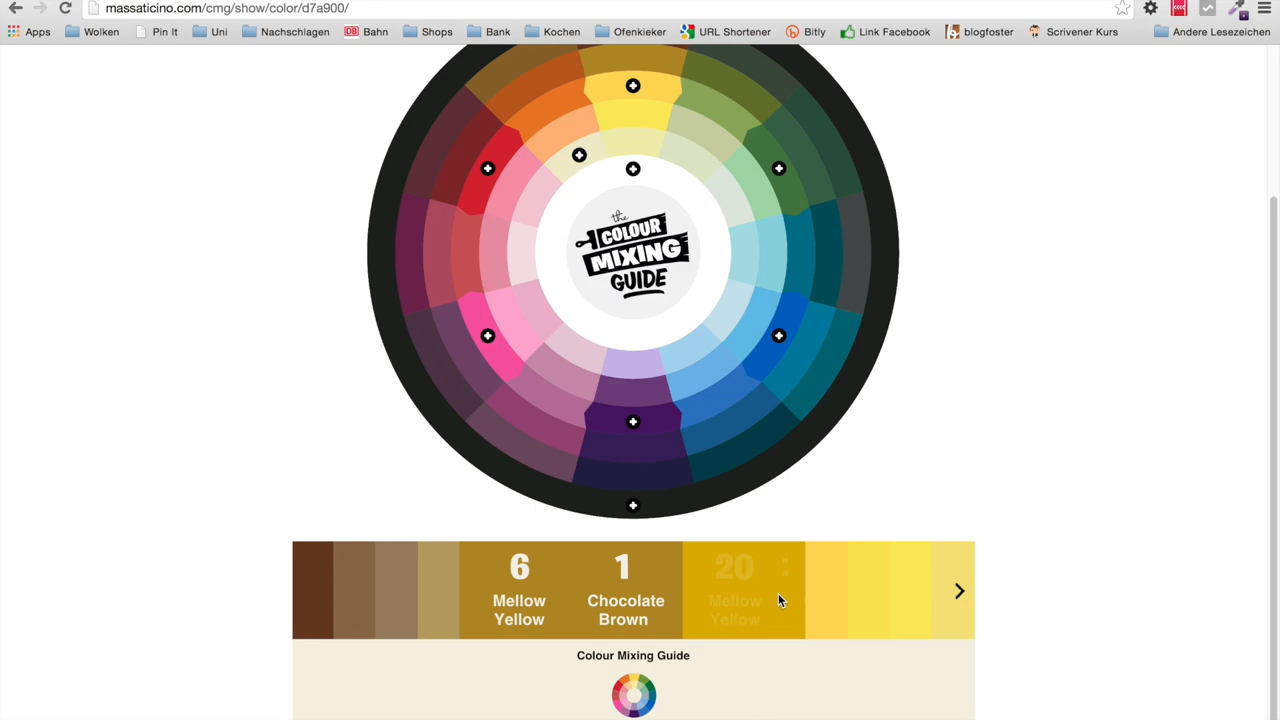 massaticino.com/cmg/show/color/d7a900/
Apps Wolken Pin It Uni Nachschlagen DB Bahn Shops Bank Kochen Ofenkieker URL Shortener Bitly Link Facebook blogfoster Scrivener Kurs Andere Lesezeichen
the
COLOUR
MIXING
GUIDE
6 1 20 :
Mellow Chocolate Mellow
Yellow Brown Yellow
Colour Mixing Guide